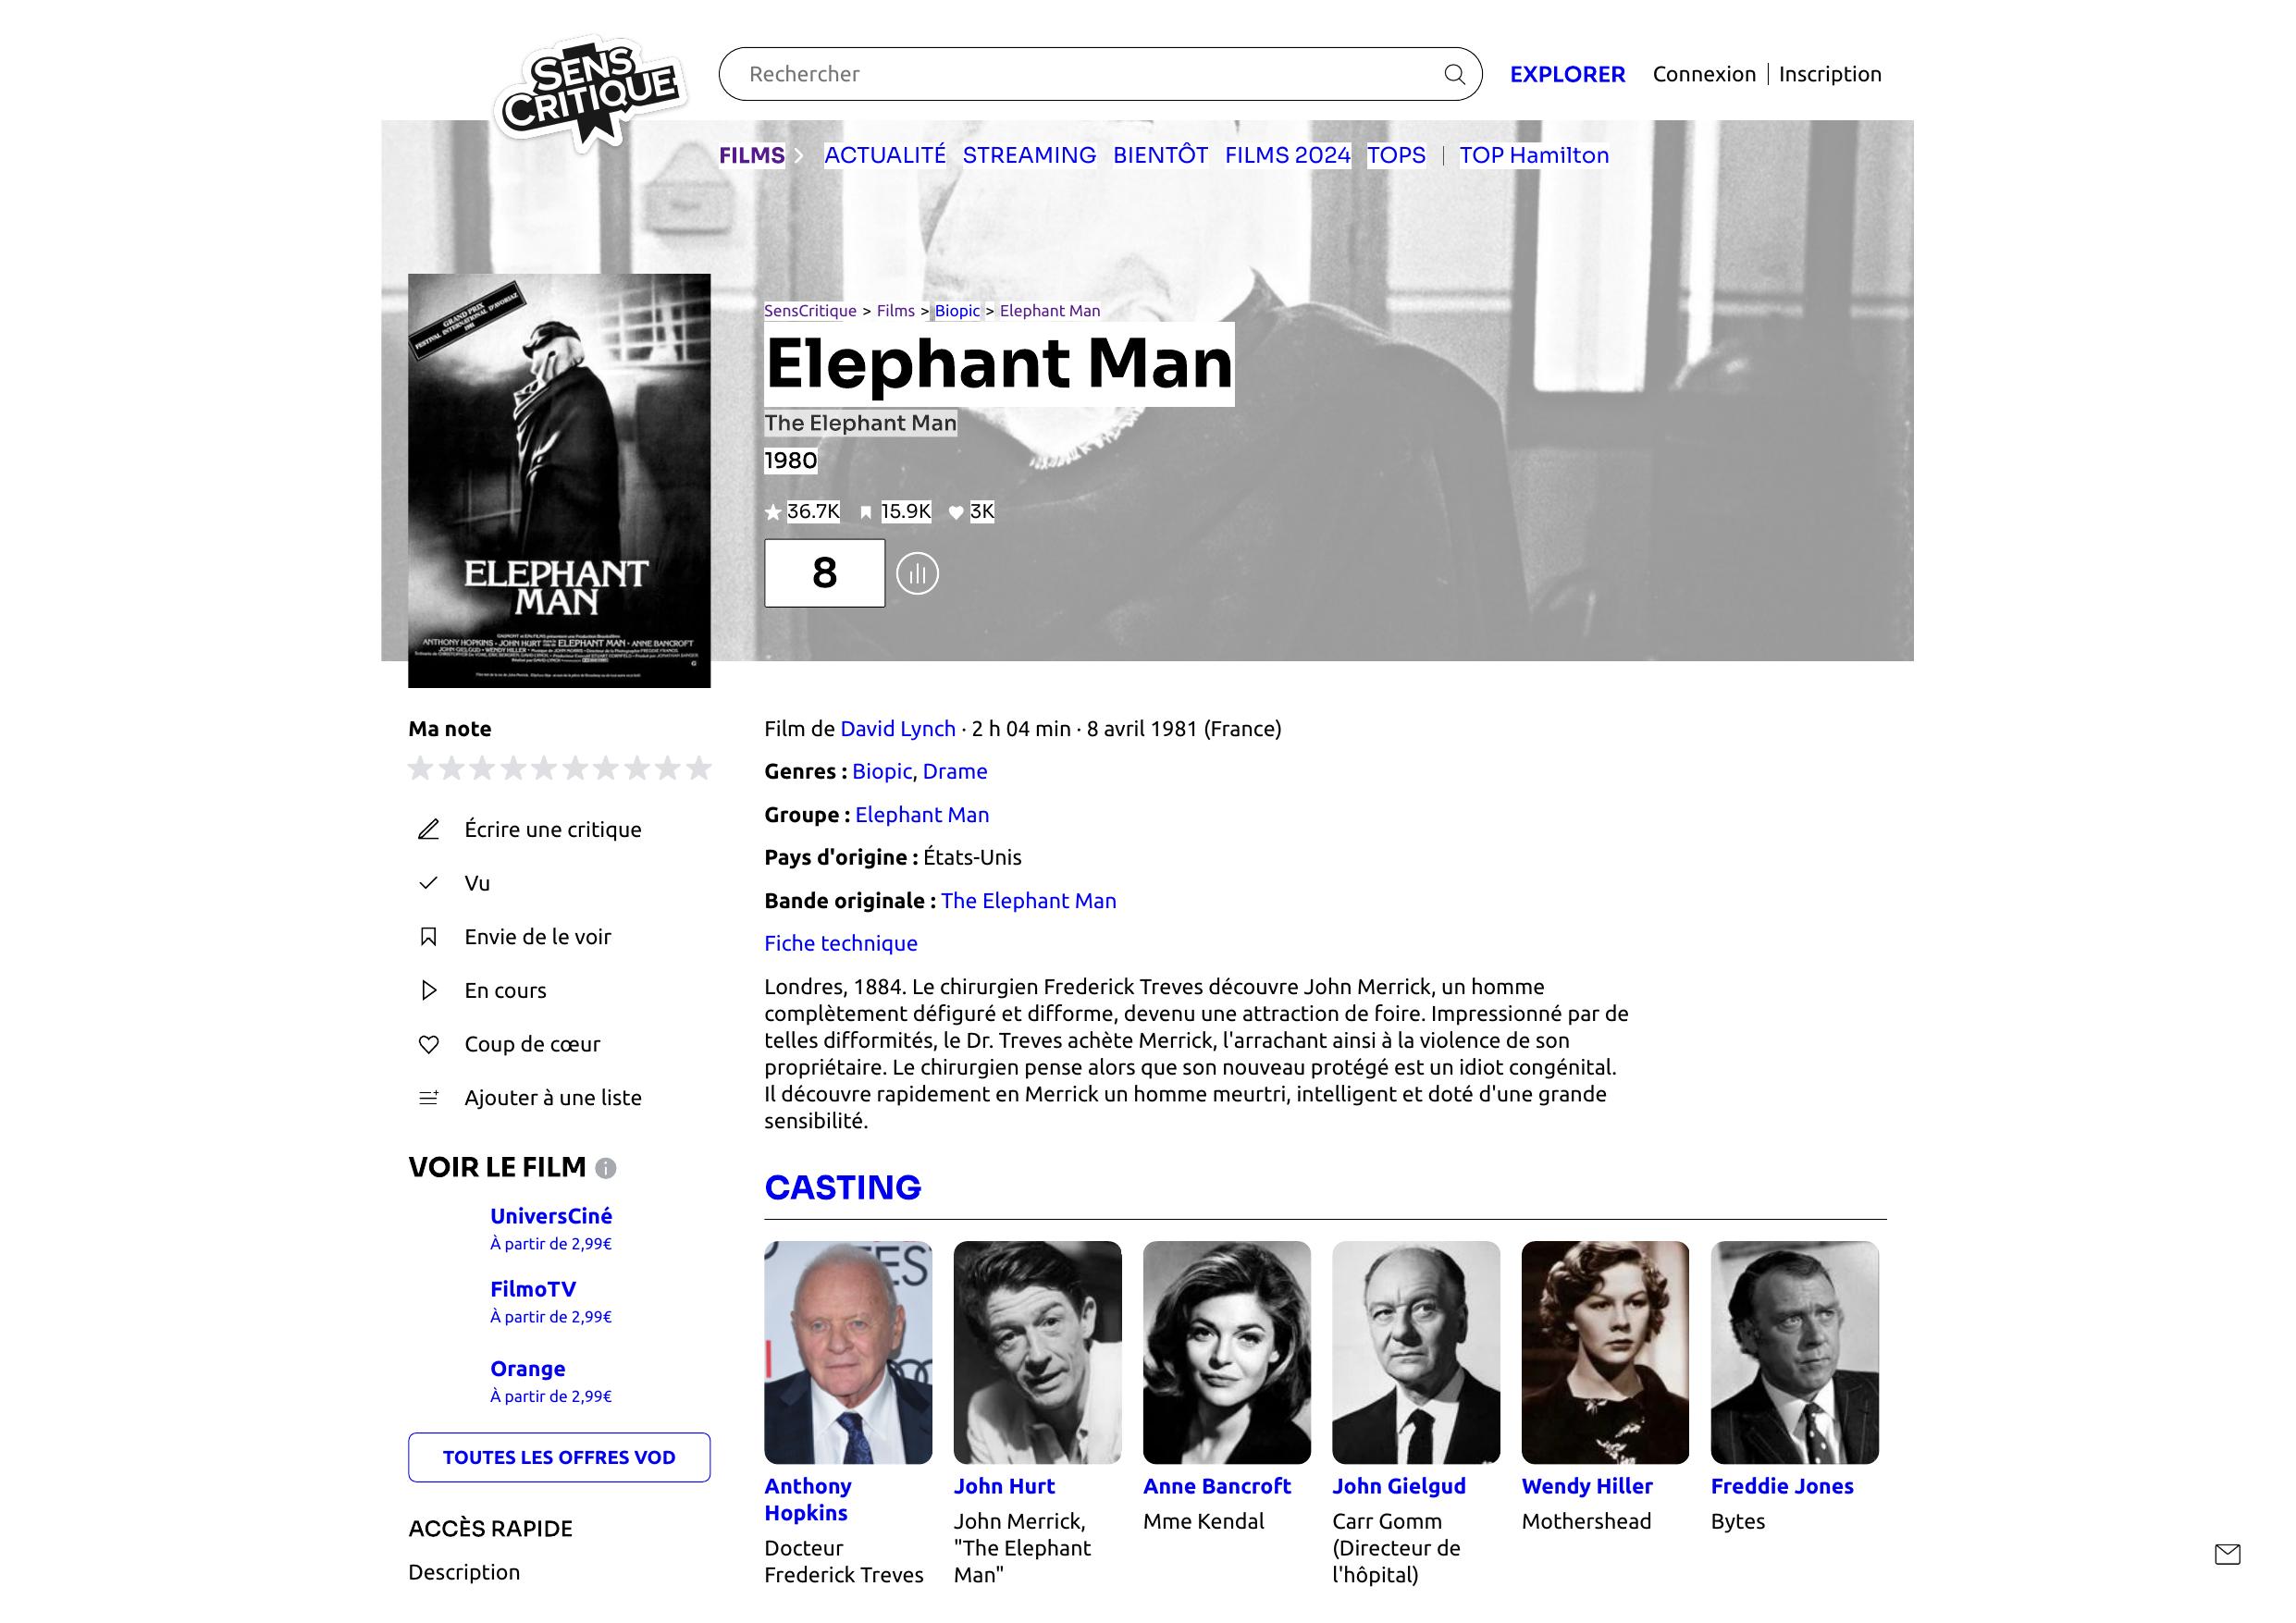 SENS
CRITIQUE
Rechercher
EXPLORER
Connexion
Inscription
FILMS
ACTUALITÉ
STREAMING
BIENTÔT
FILMS 2024
TOPS
TOP Hamilton
GRAND PRIX
FESTIVAL INTERNATIONAL D'AVORIAZ
1981
ELEPHANT
MAN
ANTHONY HOPKINS · JOHN HURT ELEPHANT MAN · ANNE BANCROFT
JOHN GIELGUD · WENDY HILLER
SensCritique > Films > Biopic > Elephant Man
Elephant Man
The Elephant Man
1980
36.7K 15.9K 3K
8
Ma note
Écrire une critique
Vu
Envie de le voir
En cours
Coup de cœur
Ajouter à une liste
VOIR LE FILM
UniversCiné
À partir de 2,99€
FilmoTV
À partir de 2,99€
Orange
À partir de 2,99€
TOUTES LES OFFRES VOD
ACCÈS RAPIDE
Description
Film de David Lynch · 2 h 04 min · 8 avril 1981 (France)
Genres : Biopic, Drame
Groupe : Elephant Man
Pays d'origine : États-Unis
Bande originale : The Elephant Man
Fiche technique
Londres, 1884. Le chirurgien Frederick Treves découvre John Merrick, un homme
complètement défiguré et difforme, devenu une attraction de foire. Impressionné par de
telles difformités, le Dr. Treves achète Merrick, l'arrachant ainsi à la violence de son
propriétaire. Le chirurgien pense alors que son nouveau protégé est un idiot congénital.
Il découvre rapidement en Merrick un homme meurtri, intelligent et doté d'une grande
sensibilité.
CASTING
Anthony
Hopkins
Docteur
Frederick Treves
John Hurt
John Merrick,
"The Elephant
Man"
Anne Bancroft
Mme Kendal
John Gielgud
Carr Gomm
(Directeur de
l'hôpital)
Wendy Hiller
Mothershead
Freddie Jones
Bytes